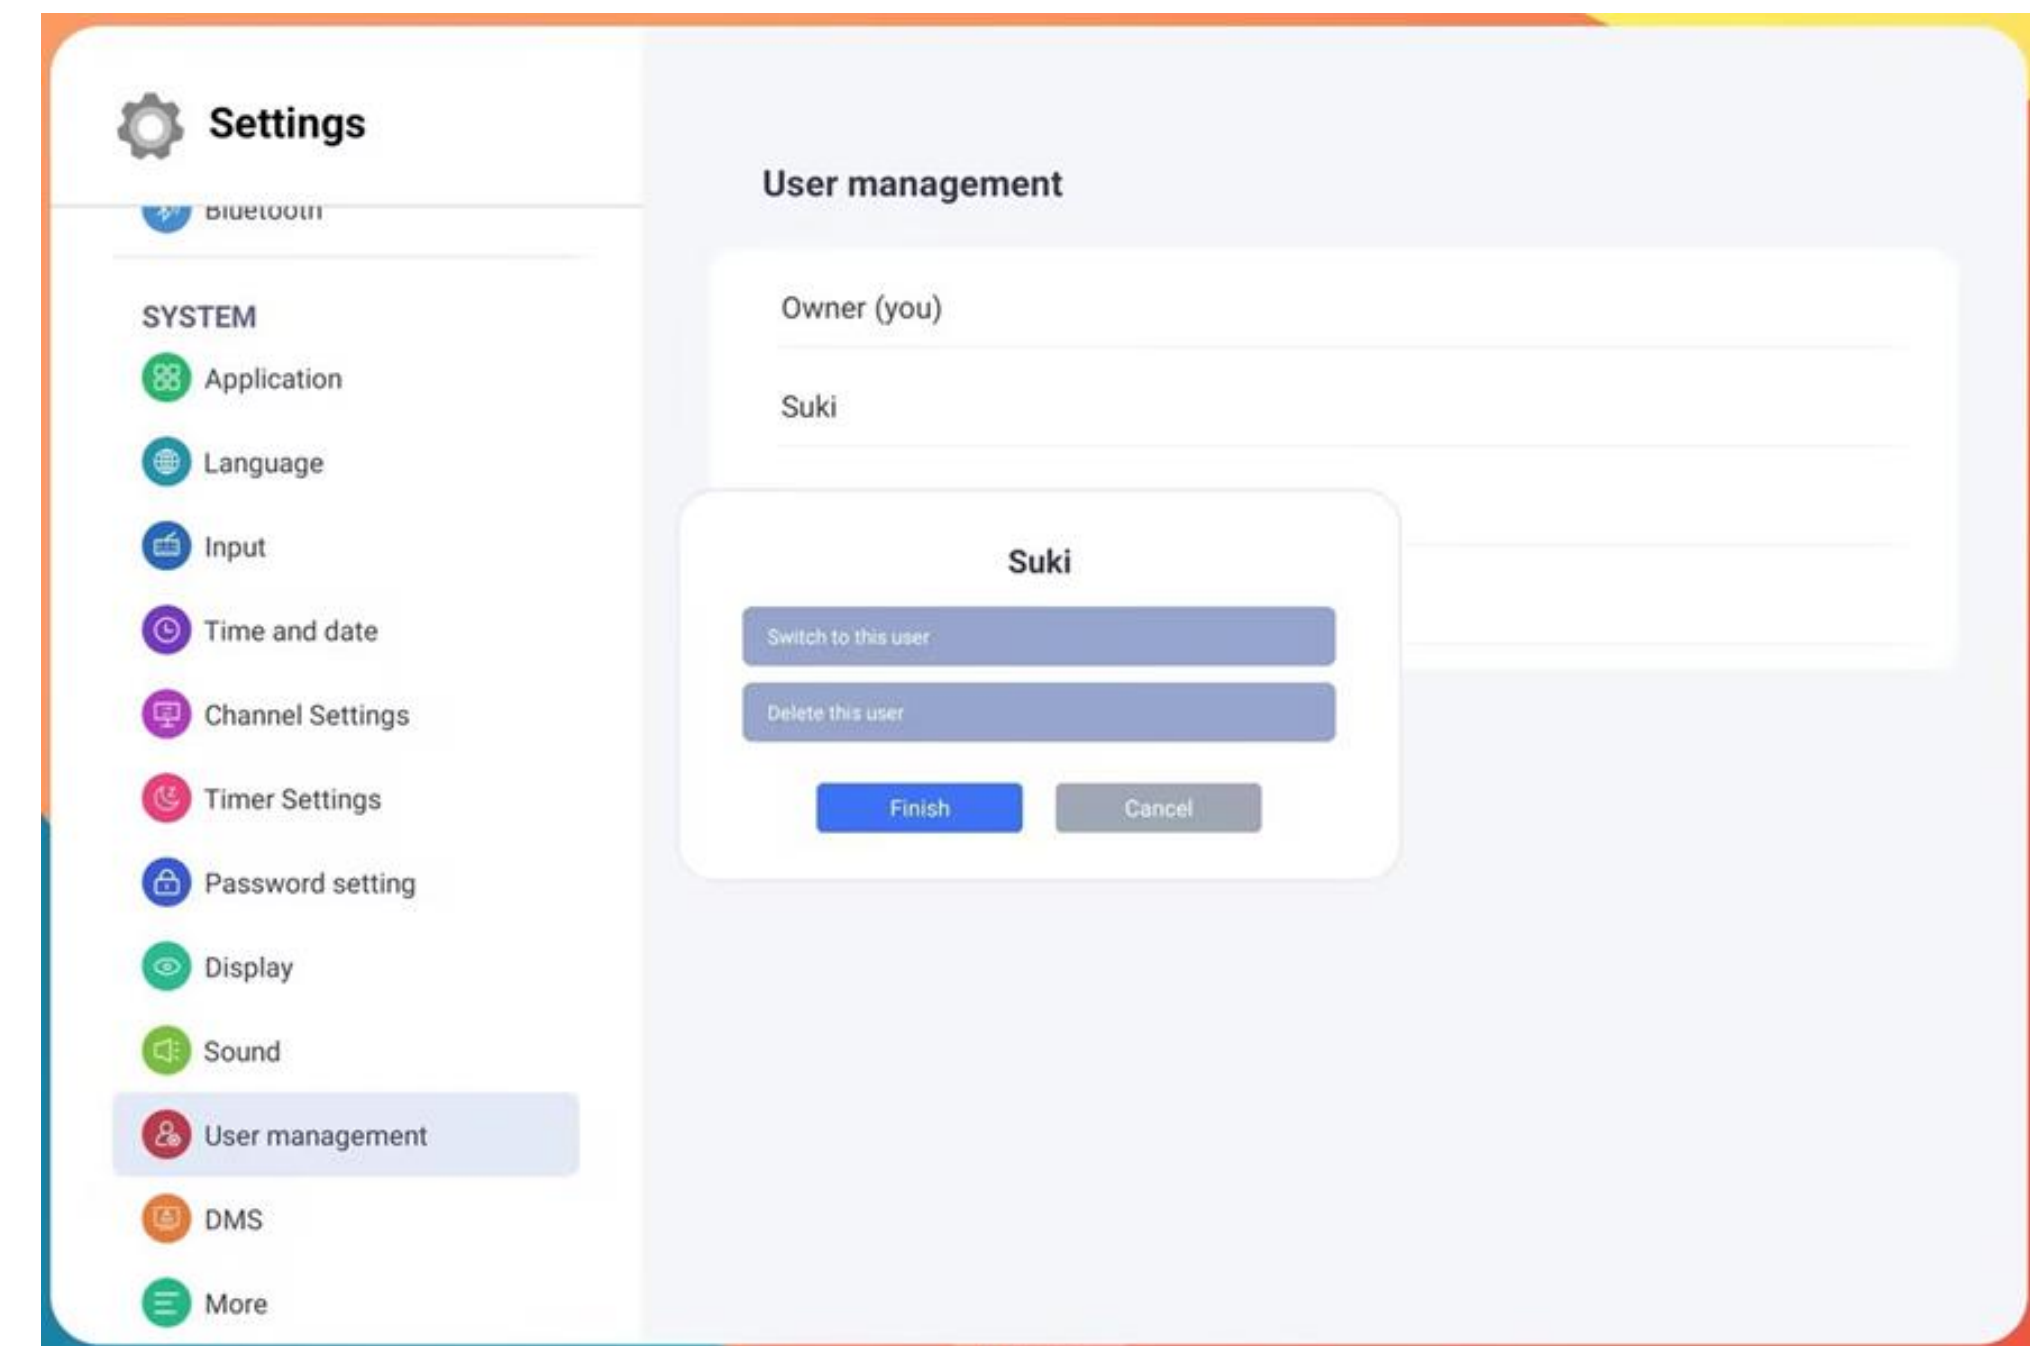 Settings
Bluetooth
SYSTEM
Application
Language
Input
Time and date
Channel Settings
Timer Settings
Password setting
Display
Sound
User management
DMS
More
User management
Owner (you)
Suki
Suki
Switch to this user
Delete this user
Finish
Cancel